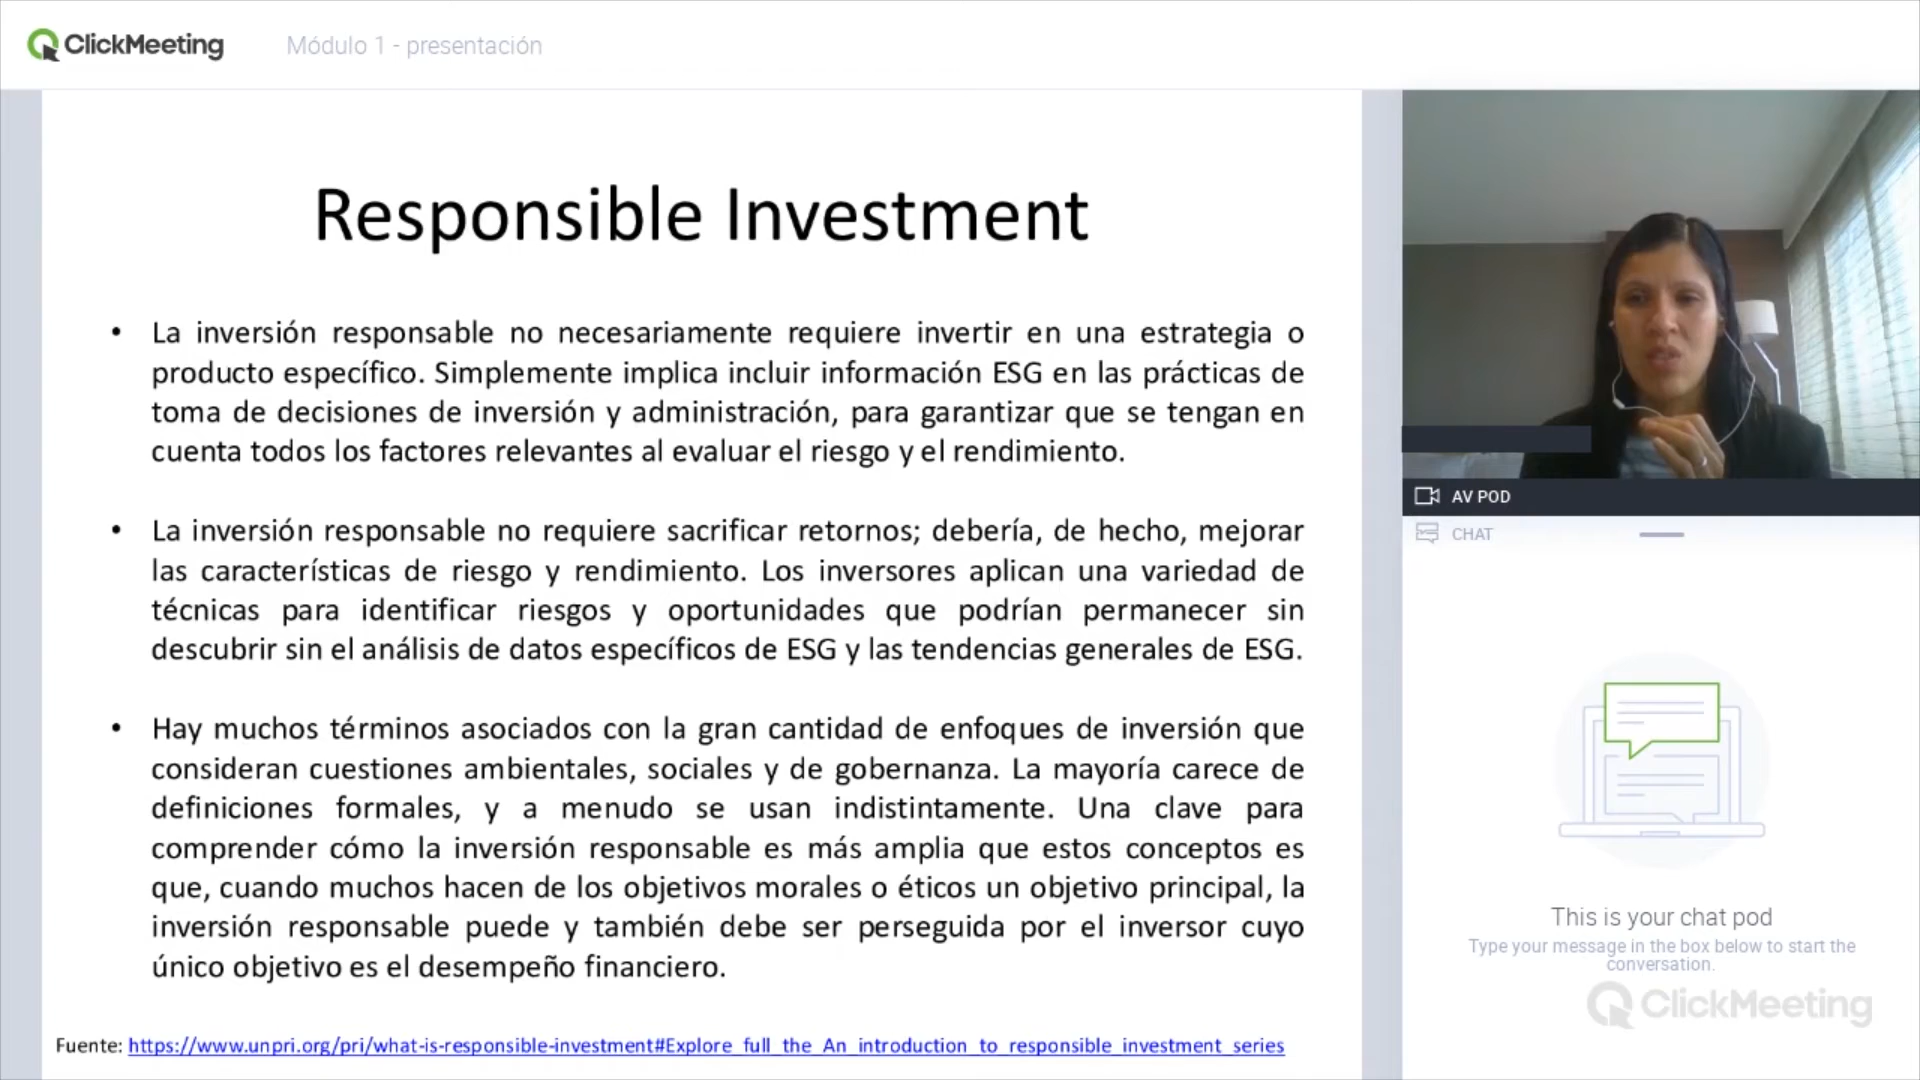 ClickMeeting
Módulo 1 - presentación
Responsible Investment
• La inversión responsable no necesariamente requiere invertir en una estrategia o
producto específico. Simplemente implica incluir información ESG en las prácticas de
toma de decisiones de inversión y administración, para garantizar que se tengan en
cuenta todos los factores relevantes al evaluar el riesgo y el rendimiento.
• La inversión responsable no requiere sacrificar retornos; debería, de hecho, mejorar
las características de riesgo y rendimiento. Los inversores aplican una variedad de
técnicas para identificar riesgos y oportunidades que podrían permanecer sin
descubrir sin el análisis de datos específicos de ESG y las tendencias generales de ESG.
• Hay muchos términos asociados con la gran cantidad de enfoques de inversión que
consideran cuestiones ambientales, sociales y de gobernanza. La mayoría carece de
definiciones formales, y a menudo se usan indistintamente. Una clave para
comprender cómo la inversión responsable es más amplia que estos conceptos es
que, cuando muchos hacen de los objetivos morales o éticos un objetivo principal, la
inversión responsable puede y también debe ser perseguida por el inversor cuyo
único objetivo es el desempeño financiero.
Fuente: https://www.unpri.org/pri/what-is-responsible-investment#Explore_full_the_An_introduction_to_responsible_investment_series
AV POD
CHAT
This is your chat pod
Type your message in the box below to start the
conversation.
ClickMeeting